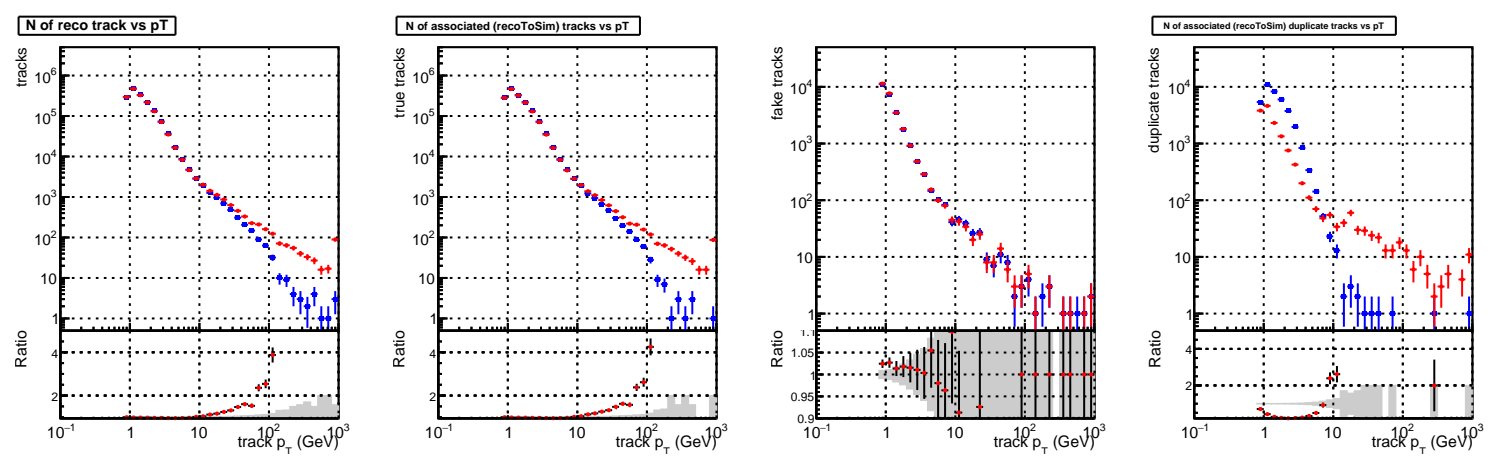 N of reco track vs pT
tracks
10^6
10^5
10^4
10^3
10^2
10
1
Ratio
4
2
10^−1 1 10 10^2 10^3
track p_T (GeV)
N of associated (recoToSim) tracks vs pT
true tracks
10^6
10^5
10^4
10^3
10^2
10
1
Ratio
4
2
10^−1 1 10 10^2 10^3
track p_T (GeV)
fake tracks
10^4
10^3
10^2
10
1
Ratio
1.1
1.05
1
0.95
0.9
10^−1 1 10 10^2 10^3
track p_T (GeV)
N of associated (recoToSim) duplicate tracks vs pT
duplicate tracks
10^4
10^3
10^2
10
1
Ratio
4
2
10^−1 1 10 10^2 10^3
track p_T (GeV)